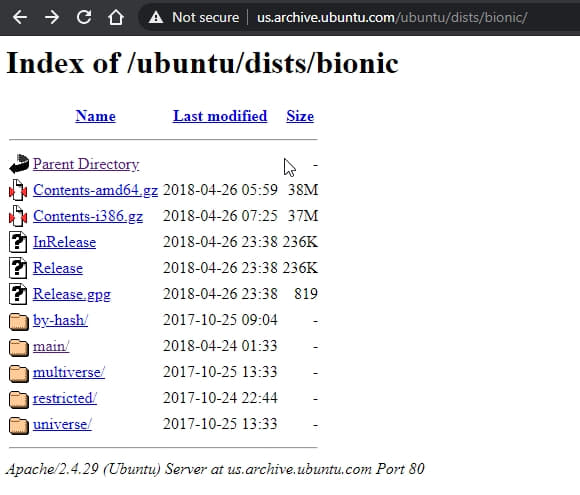 Not secure us.archive.ubuntu.com/ubuntu/dists/bionic/
Index of /ubuntu/dists/bionic
Name Last modified Size
Parent Directory -
Contents-amd64.gz 2018-04-26 05:59 38M
Contents-i386.gz 2018-04-26 07:25 37M
InRelease 2018-04-26 23:38 236K
Release 2018-04-26 23:38 236K
Release.gpg 2018-04-26 23:38 819
by-hash/ 2017-10-25 09:04 -
main/ 2018-04-24 01:33 -
multiverse/ 2017-10-25 13:33 -
restricted/ 2017-10-24 22:44 -
universe/ 2017-10-25 13:33 -
Apache/2.4.29 (Ubuntu) Server at us.archive.ubuntu.com Port 80